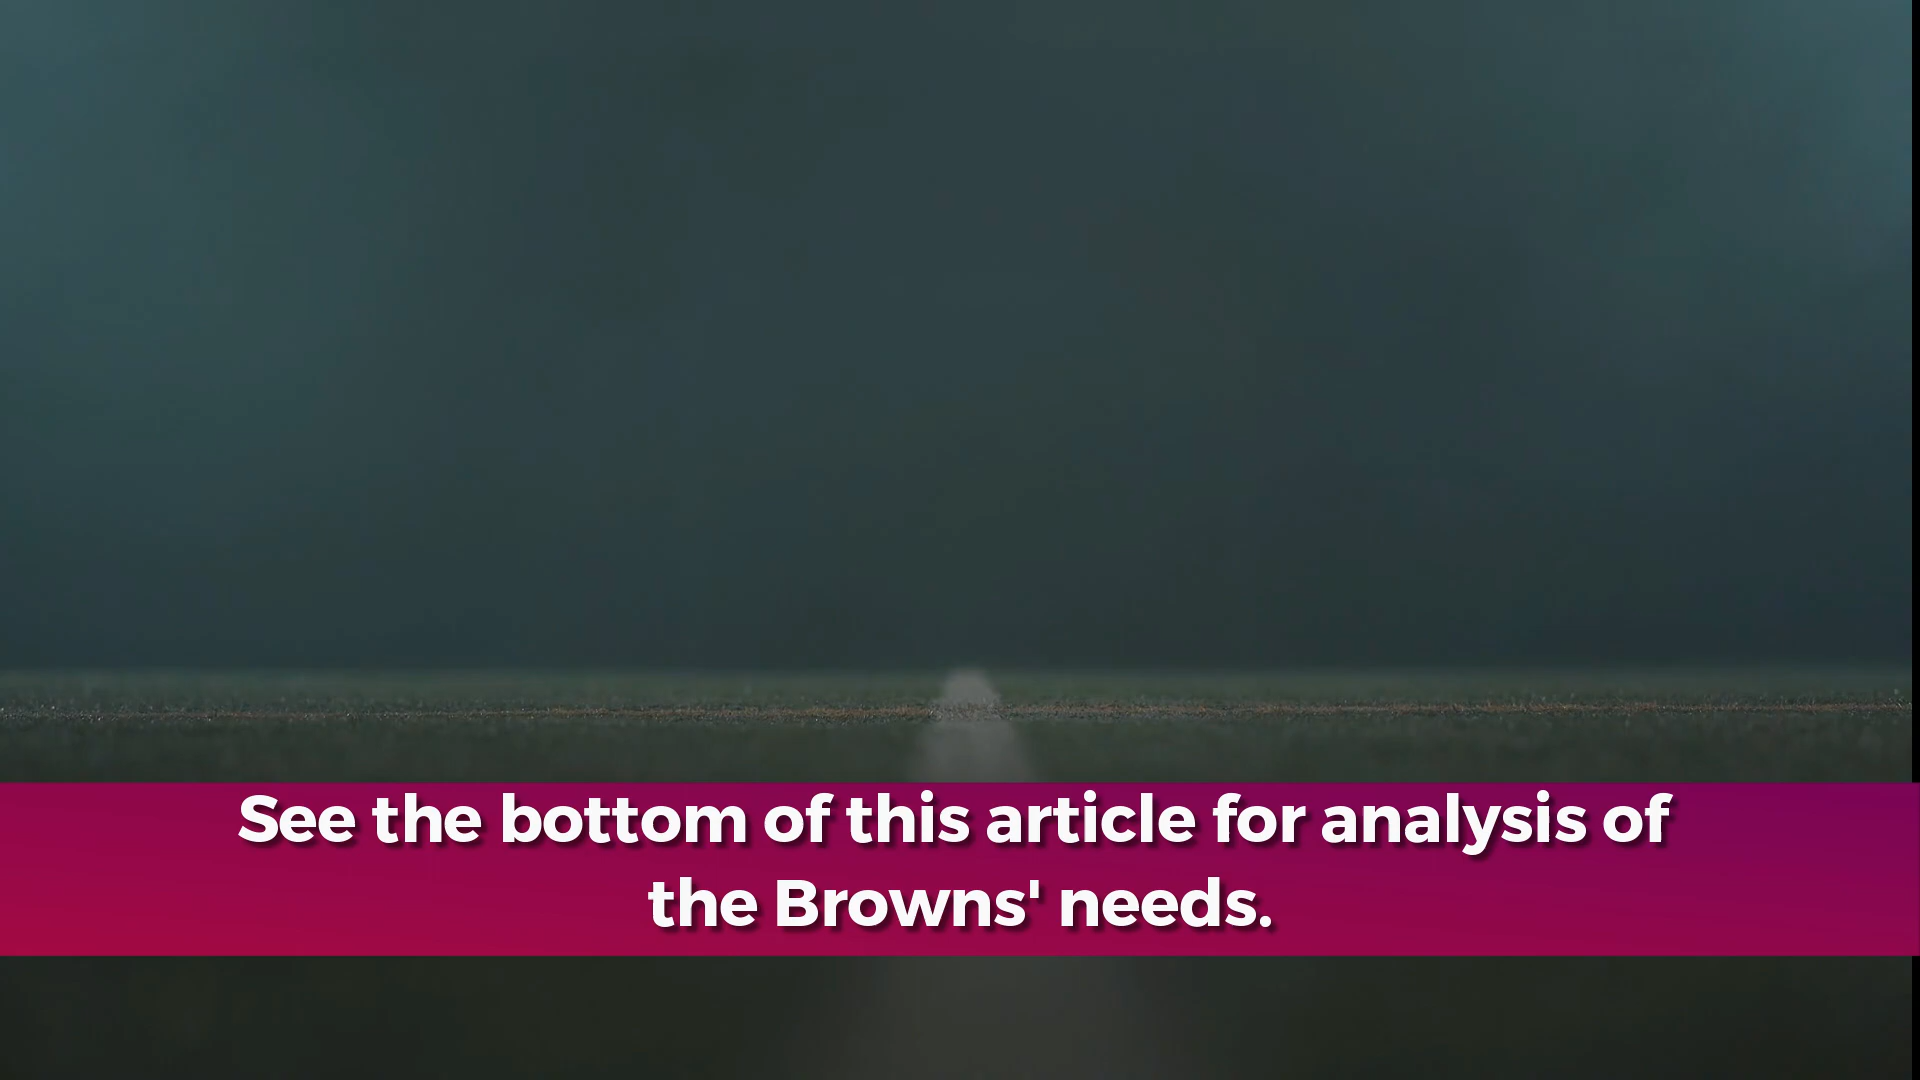 See the bottom of this article for analysis of
the Browns' needs.